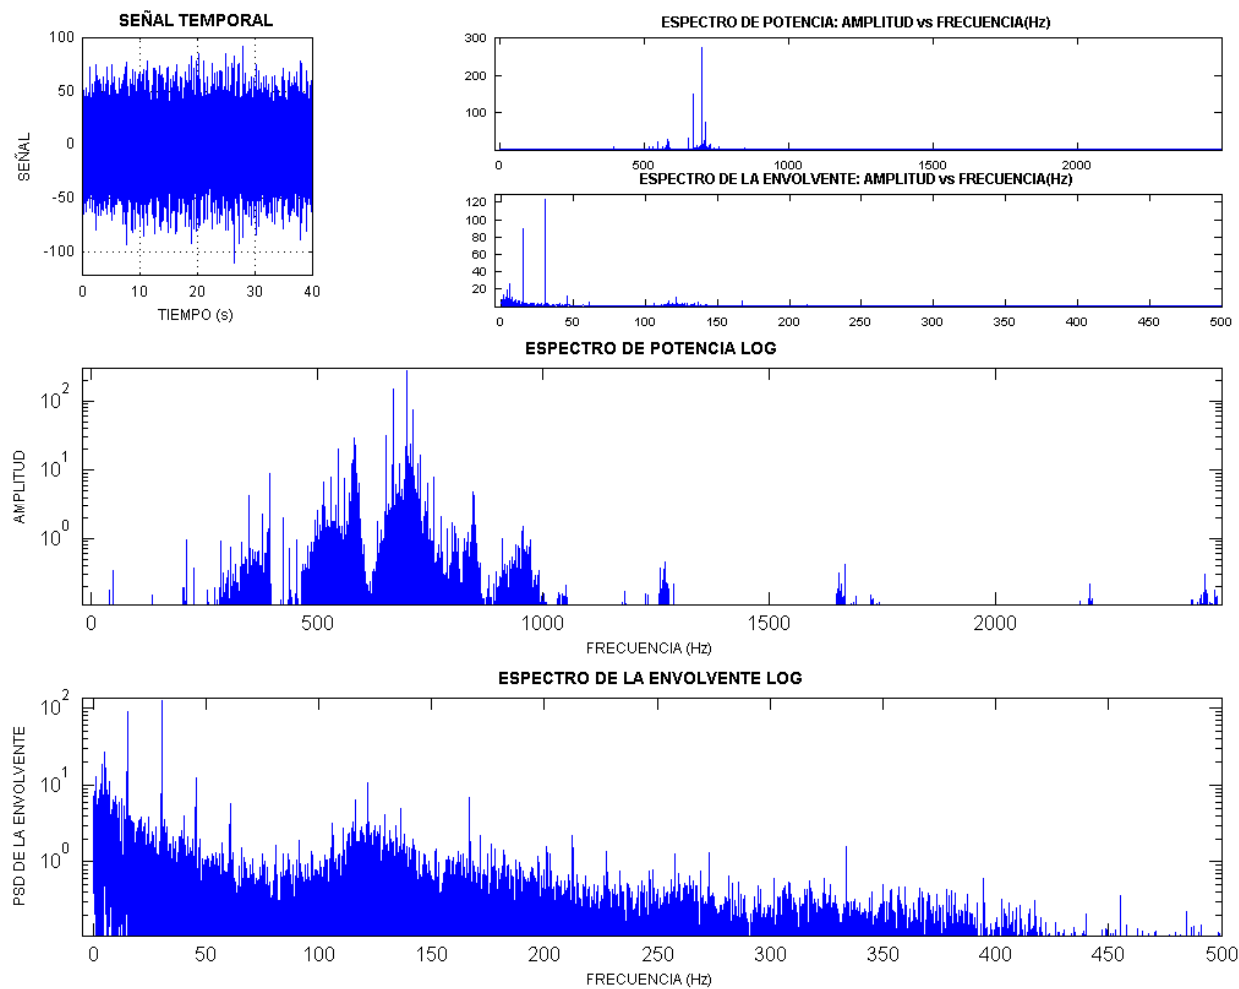 SEÑAL TEMPORAL
100
50
0
-50
-100
SEÑAL
0 10 20 30 40
TIEMPO (s)
ESPECTRO DE POTENCIA: AMPLITUD vs FRECUENCIA(Hz)
300
200
100
0 500 1000 1500 2000
ESPECTRO DE LA ENVOLVENTE: AMPLITUD vs FRECUENCIA(Hz)
120
100
80
60
40
20
0 50 100 150 200 250 300 350 400 450 500
ESPECTRO DE POTENCIA LOG
10²
10¹
10⁰
AMPLITUD
0 500 1000 1500 2000
FRECUENCIA (Hz)
ESPECTRO DE LA ENVOLVENTE LOG
10²
10¹
10⁰
PSD DE LA ENVOLVENTE
0 50 100 150 200 250 300 350 400 450 500
FRECUENCIA (Hz)